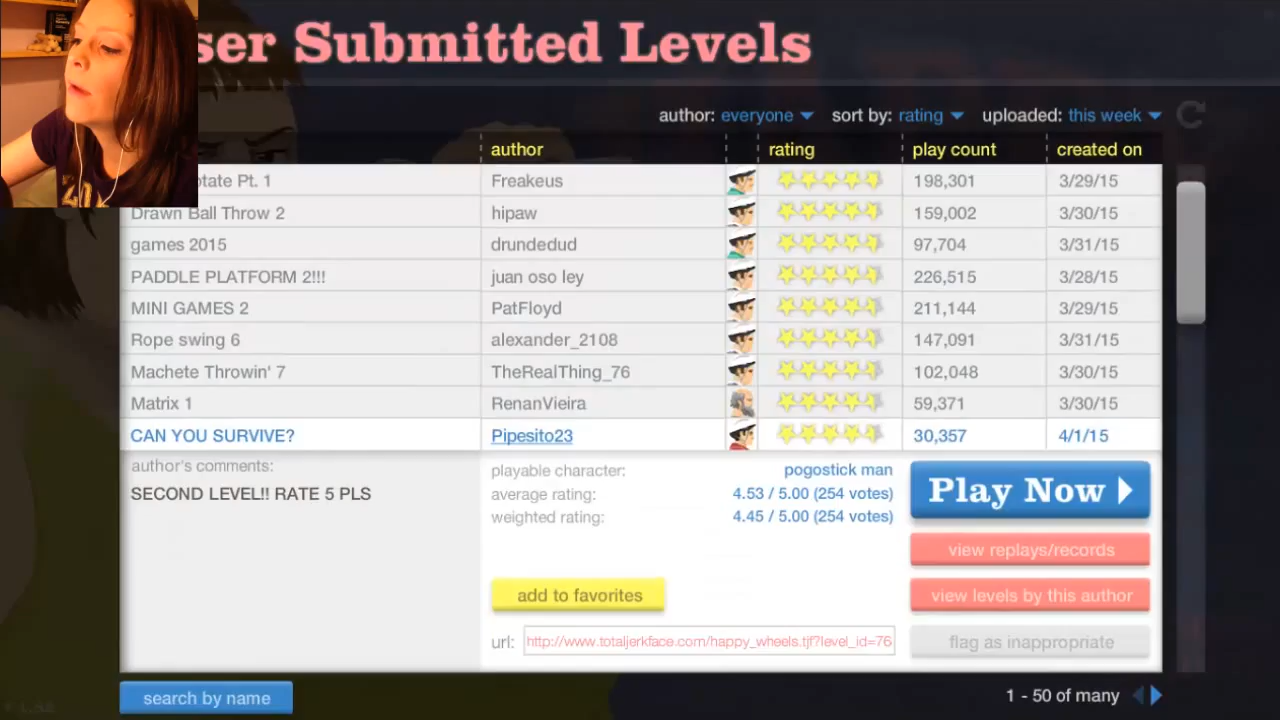 ser Submitted Levels
author: everyone sort by: rating uploaded: this week
author rating play count created on
otate Pt. 1 Freakeus 198,301 3/29/15
Drawn Ball Throw 2 hipaw 159,002 3/30/15
games 2015 drundedud 97,704 3/31/15
PADDLE PLATFORM 2!!! juan oso ley 226,515 3/28/15
MINI GAMES 2 PatFloyd 211,144 3/29/15
Rope swing 6 alexander_2108 147,091 3/31/15
Machete Throwin' 7 TheRealThing_76 102,048 3/30/15
Matrix 1 RenanVieira 59,371 3/30/15
CAN YOU SURVIVE? Pipesito23 30,357 4/1/15
author's comments:
SECOND LEVEL!! RATE 5 PLS
playable character: pogostick man
average rating: 4.53 / 5.00 (254 votes)
weighted rating: 4.45 / 5.00 (254 votes)
Play Now
view replays/records
add to favorites
view levels by this author
url: http://www.totaljerkface.com/happy_wheels.tjf?level_id=76
flag as inappropriate
search by name
1 - 50 of many